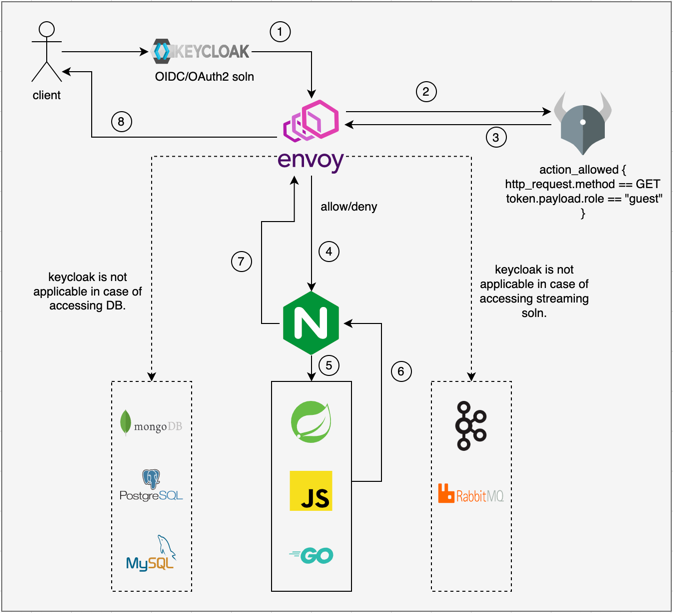 KEYCLOAK
OIDC/OAuth2 soln
client
1
2
3
8
envoy
action_allowed {
http_request.method == GET
token.payload.role == "guest"
}
allow/deny
7
4
keycloak is not
applicable in case of
accessing DB.
keycloak is not
applicable in case of
accessing streaming
soln.
N
5
6
mongoDB
PostgreSQL
MySQL
JS
GO
RabbitMQ